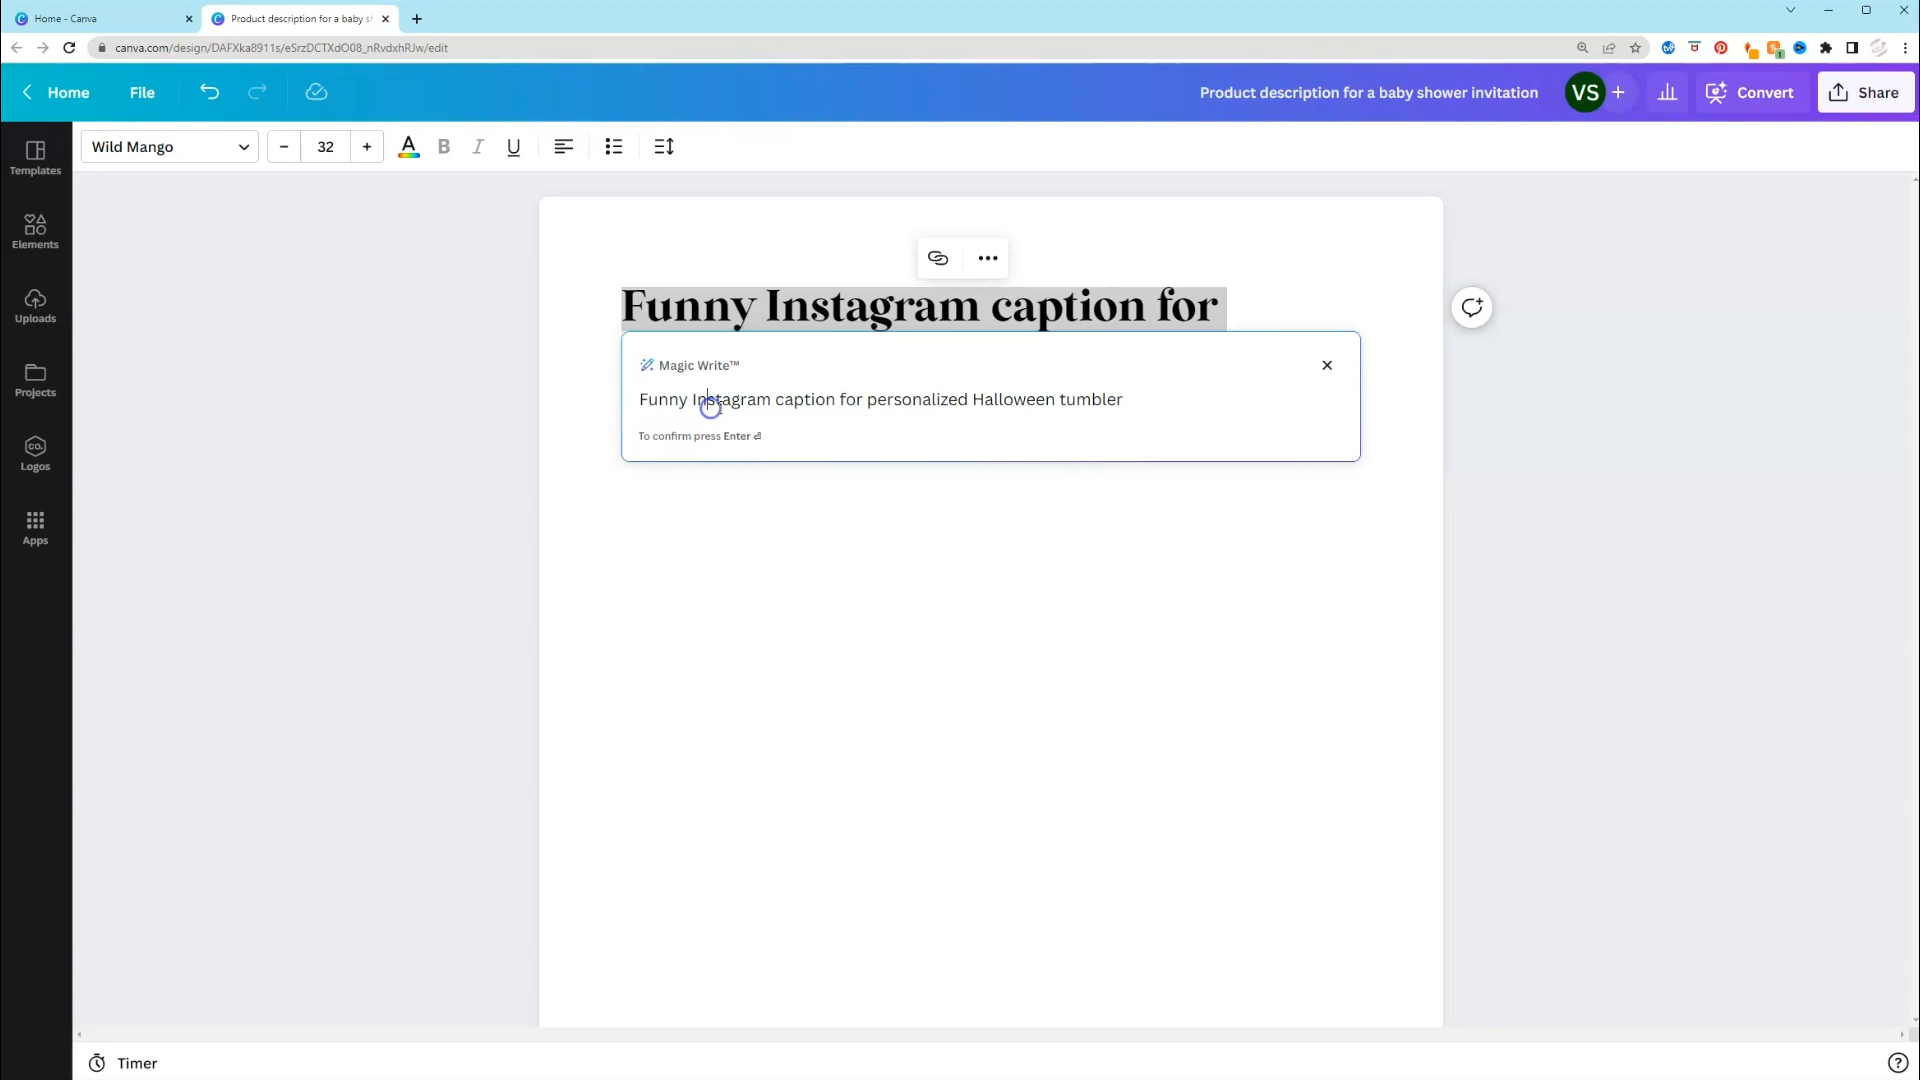 Home - Canva
Product description for a baby sh
canva.com/design/DAFXka8911s/eSrzDCTXdO08_nRvdxhRJw/edit
Home
File
Product description for a baby shower invitation
VS
Convert
Share
Wild Mango
32
A
B
I
U
Templates
Elements
Uploads
Projects
CO.
Logos
Apps
Funny Instagram caption for
Magic Write™
Funny Instagram caption for personalized Halloween tumbler
To confirm press Enter ⏎
Timer